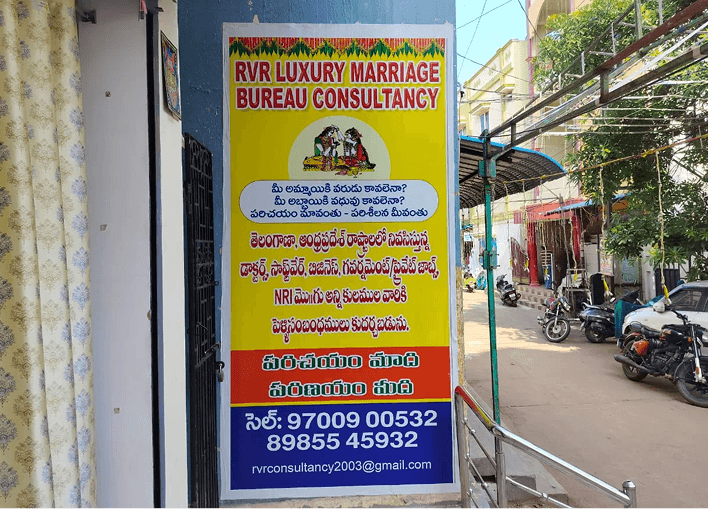 RVR LUXURY MARRIAGE
BUREAU CONSULTANCY
మీ అమ్మాయికి వరుడు కావలెనా?
మీ అబ్బాయికి వధువు కావలెనా?
పరిచయం మావంతు - పరిశీలన మీవంతు
తెలంగాణా, ఆంధ్రప్రదేశ్ రాష్ట్రాలలో నివసిస్తున్న
డాక్టర్స్, సాఫ్ట్‌వేర్, బిజినెస్, గవర్నమెంట్/ప్రైవేట్ జాబ్స్,
NRI మొ॥గు అన్ని కులముల వారికి
పెళ్ళిసంబంధములు కుదర్చబడును.
పరిచయం మాది
పరిణయం మీది
సెల్: 97009 00532
89855 45932
rvrconsultancy2003@gmail.com